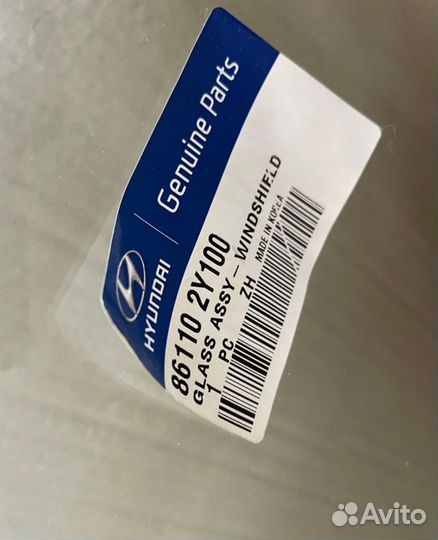 HYUNDAI | Genuine Parts
86110 2Y100
GLASS ASSY-WINDSHIELD
1 PC ZH MADE IN KOREA
Avito